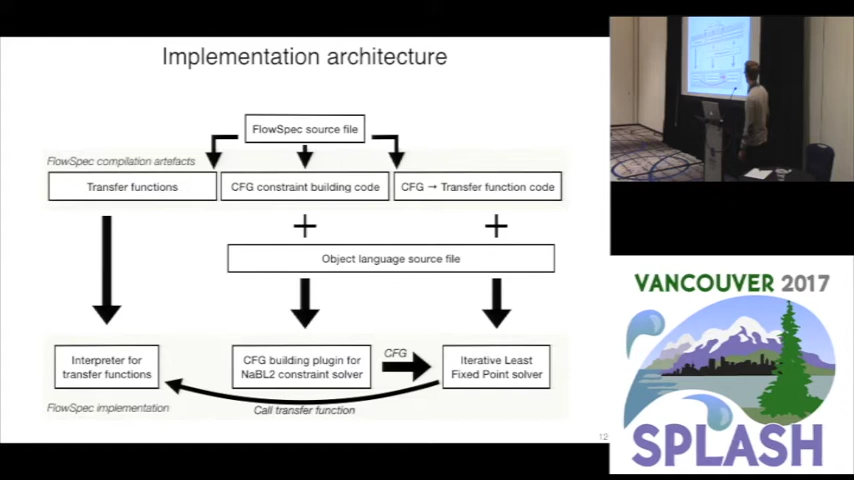 Implementation architecture
FlowSpec source file
FlowSpec compilation artefacts
Transfer functions
CFG constraint building code
CFG → Transfer function code
+
+
Object language source file
Interpreter for
transfer functions
CFG building plugin for
NaBL2 constraint solver
CFG
Iterative Least
Fixed Point solver
FlowSpec implementation
Call transfer function
12
VANCOUVER 2017
SPLASH